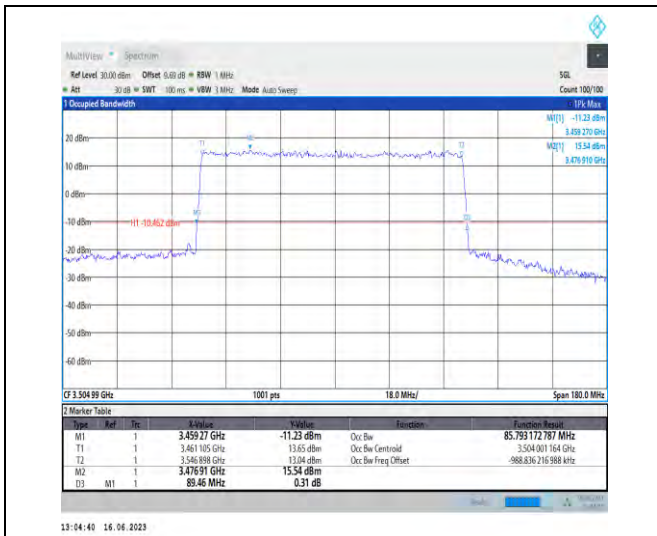 MultiView Spectrum
Ref Level 30.00 dBm Offset 9.69 dB RBW 1 MHz SGL
Att 30 dB SWT 100 ms VBW 3 MHz Mode Auto Sweep Count 100/100
1 Occupied Bandwidth 1Pk Max
M1[1] -11.23 dBm
3.459 270 GHz
M2[1] 15.54 dBm
3.476 910 GHz
20 dBm
T1 M2 T2
10 dBm
0 dBm
-10 dBm H1 -10.462 dBm M1 D3
-20 dBm
-30 dBm
-40 dBm
-50 dBm
-60 dBm
CF 3.504 99 GHz 1001 pts 18.0 MHz/ Span 180.0 MHz
2 Marker Table
Type Ref Trc X-Value Y-Value Function Function Result
M1 1 3.459 27 GHz -11.23 dBm Occ Bw 85.793 172 787 MHz
T1 1 3.461 105 GHz 13.65 dBm Occ Bw Centroid 3.504 001 164 GHz
T2 1 3.546 898 GHz 13.04 dBm Occ Bw Freq Offset -988.836 216 988 kHz
M2 1 3.476 91 GHz 15.54 dBm
D3 M1 1 89.46 MHz 0.31 dB
13:04:40 16.06.2023